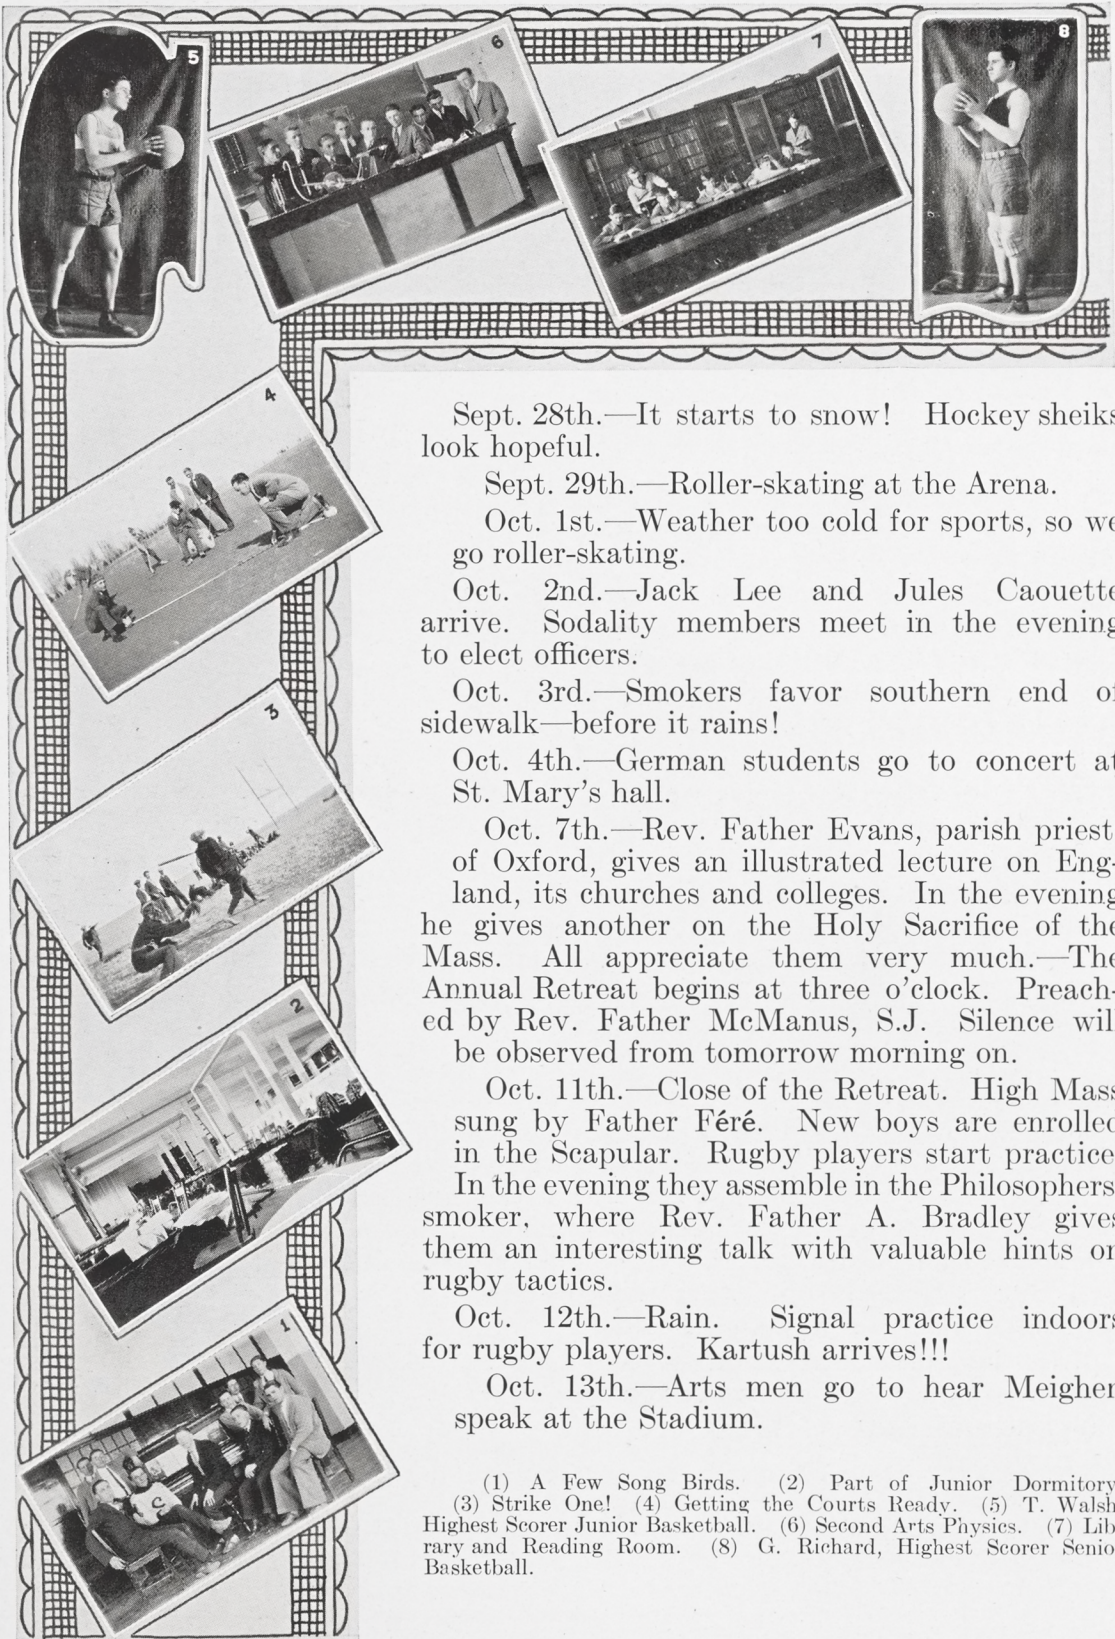 5
6
7
8
4
3
2
1
Sept. 28th.—It starts to snow! Hockey sheiks
look hopeful.
Sept. 29th.—Roller-skating at the Arena.
Oct. 1st.—Weather too cold for sports, so we
go roller-skating.
Oct. 2nd.—Jack Lee and Jules Caouette
arrive. Sodality members meet in the evening
to elect officers.
Oct. 3rd.—Smokers favor southern end of
sidewalk—before it rains!
Oct. 4th.—German students go to concert at
St. Mary's hall.
Oct. 7th.—Rev. Father Evans, parish priest
of Oxford, gives an illustrated lecture on Eng-
land, its churches and colleges. In the evening
he gives another on the Holy Sacrifice of the
Mass. All appreciate them very much.—The
Annual Retreat begins at three o'clock. Preach-
ed by Rev. Father McManus, S.J. Silence will
be observed from tomorrow morning on.
Oct. 11th.—Close of the Retreat. High Mass
sung by Father Féré. New boys are enrolled
in the Scapular. Rugby players start practice
In the evening they assemble in the Philosophers
smoker, where Rev. Father A. Bradley gives
them an interesting talk with valuable hints on
rugby tactics.
Oct. 12th.—Rain. Signal practice indoors
for rugby players. Kartush arrives!!!
Oct. 13th.—Arts men go to hear Meighen
speak at the Stadium.
(1) A Few Song Birds. (2) Part of Junior Dormitory
(3) Strike One! (4) Getting the Courts Ready. (5) T. Walsh
Highest Scorer Junior Basketball. (6) Second Arts Physics. (7) Lib
rary and Reading Room. (8) G. Richard, Highest Scorer Senio
Basketball.